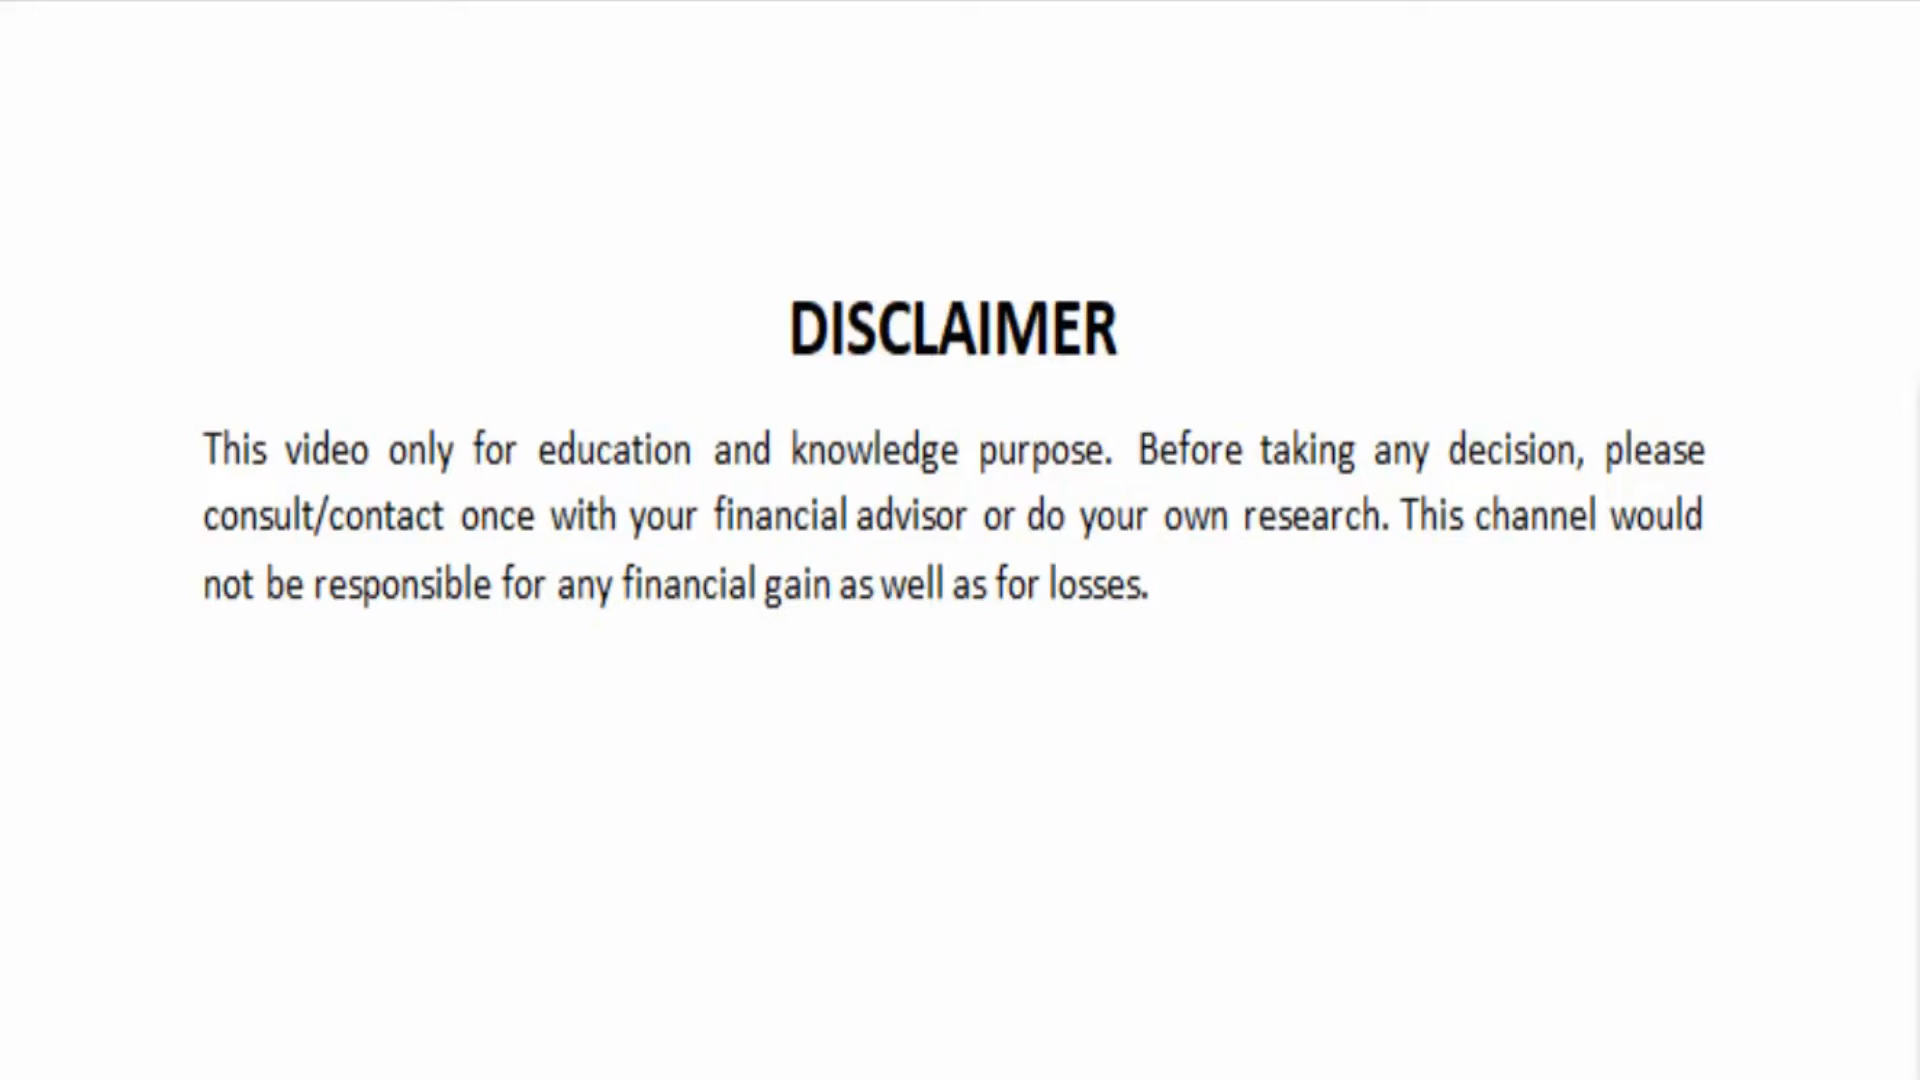 DISCLAIMER
This video only for education and knowledge purpose. Before taking any decision, please
consult/contact once with your financial advisor or do your own research. This channel would
not be responsible for any financial gain as well as for losses.